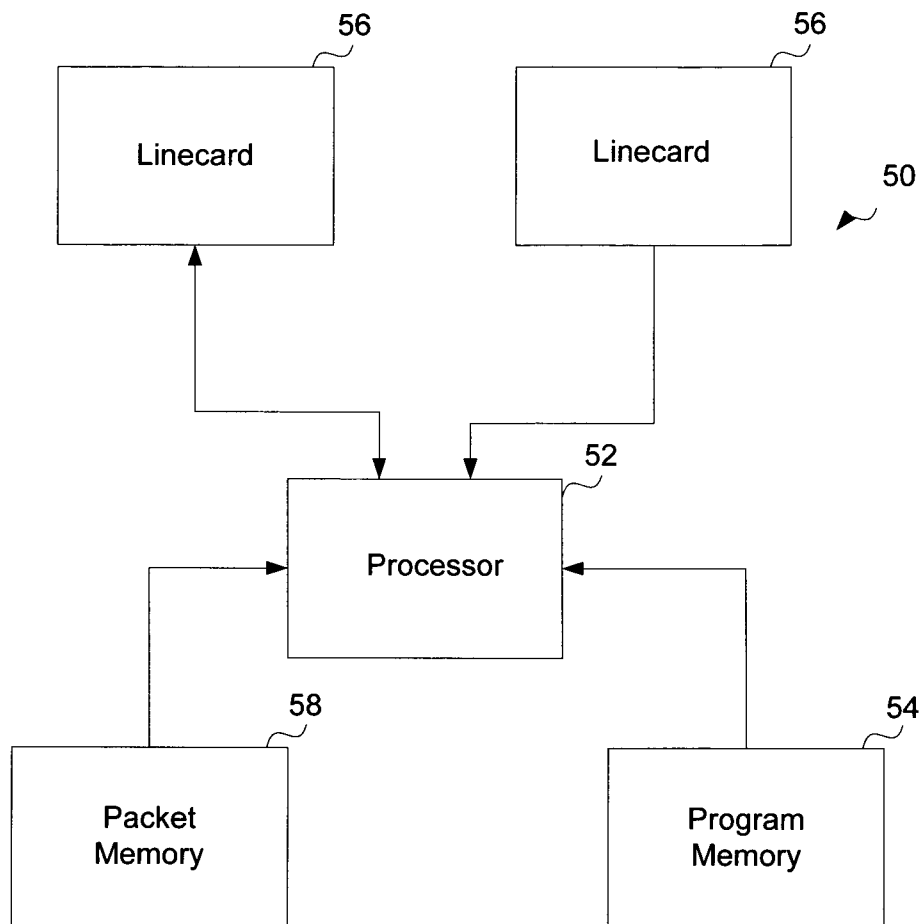 56
56
Linecard
Linecard
50
52
Processor
58
54
Packet
Memory
Program
Memory